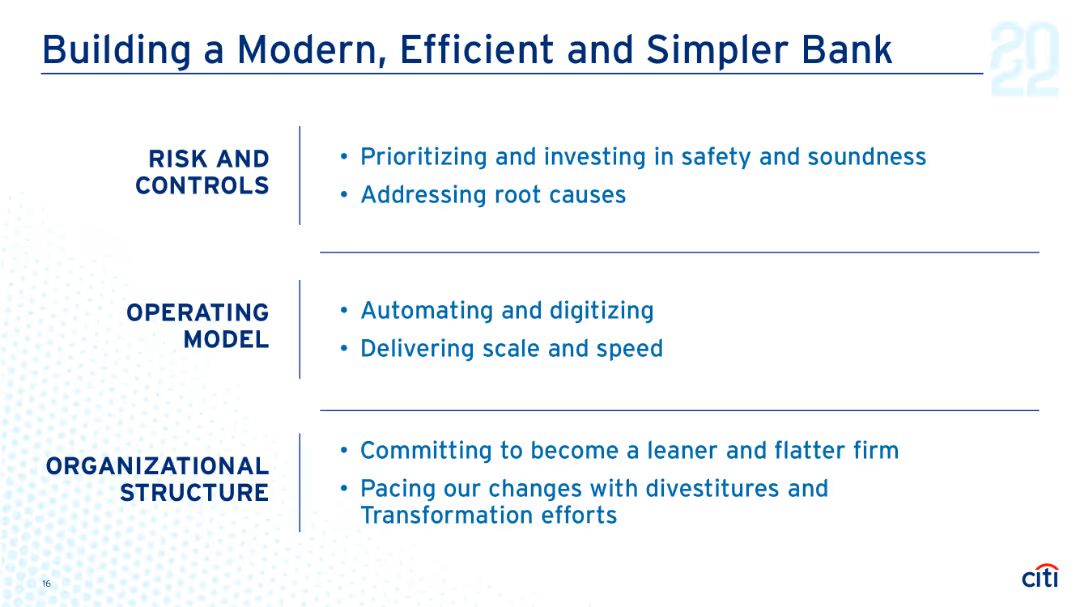 Building a Modern, Efficient and Simpler Bank
2022
RISK AND
CONTROLS
• Prioritizing and investing in safety and soundness
• Addressing root causes
OPERATING
MODEL
• Automating and digitizing
• Delivering scale and speed
ORGANIZATIONAL
STRUCTURE
• Committing to become a leaner and flatter firm
• Pacing our changes with divestitures and
Transformation efforts
16
citi